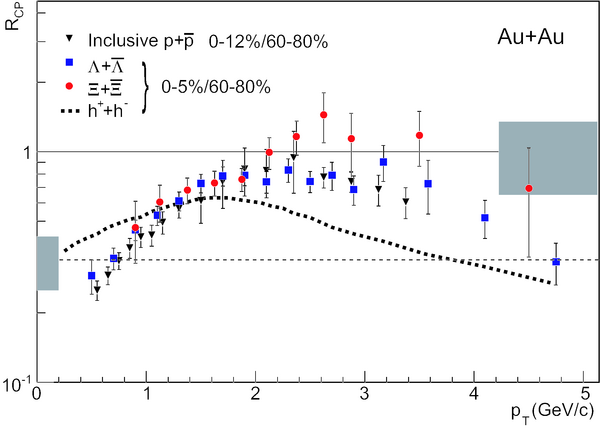 R_CP
Inclusive p+p̅ 0-12%/60-80%
Au+Au
Λ+Λ̅
Ξ+Ξ̅
0-5%/60-80%
h⁺+h⁻
1
10⁻¹
0 1 2 3 4 5
p_T(GeV/c)